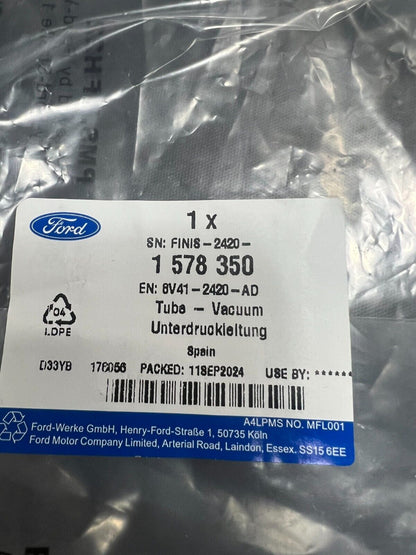 Ford
1 x
SN: FINIS-2420-
1 578 350
EN: 8V41-2420-AD
Tube - Vacuum
Unterdruckleitung
Spain
04
LDPE
D33YB 176056 PACKED: 11SEP2024 USE BY: ******
A4LPMS NO. MFL001
Ford-Werke GmbH, Henry-Ford-Straße 1, 50735 Köln
Ford Motor Company Limited, Arterial Road, Laindon, Essex. SS15 6EE